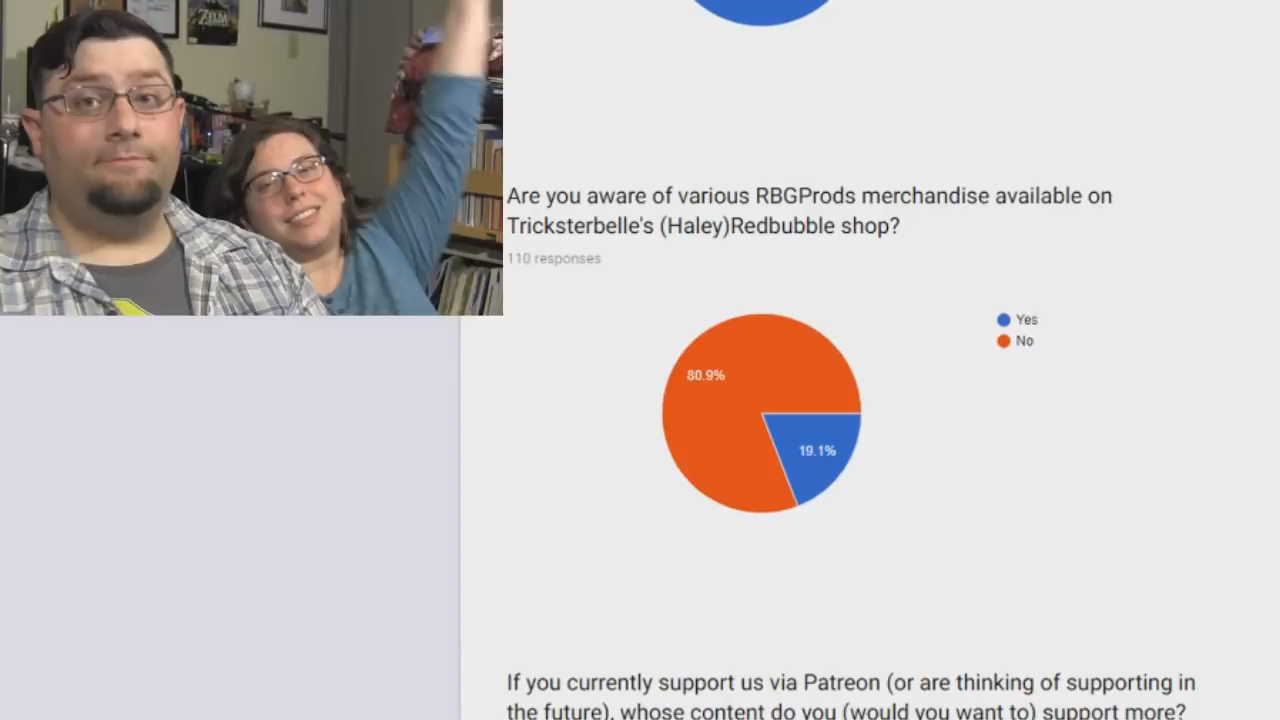 ZELDA
Are you aware of various RBGProds merchandise available on
Tricksterbelle's (Haley)Redbubble shop?
110 responses
Yes
No
80.9%
19.1%
If you currently support us via Patreon (or are thinking of supporting in
the future), whose content do you (would you want to) support more?